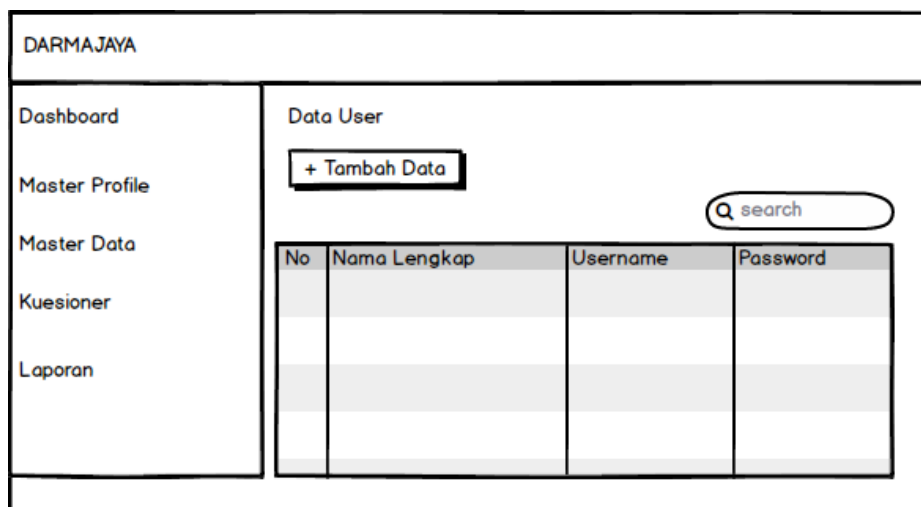 DARMAJAYA
Dashboard
Master Profile
Master Data
Kuesioner
Laporan
Data User
+ Tambah Data
search
No Nama Lengkap Username Password